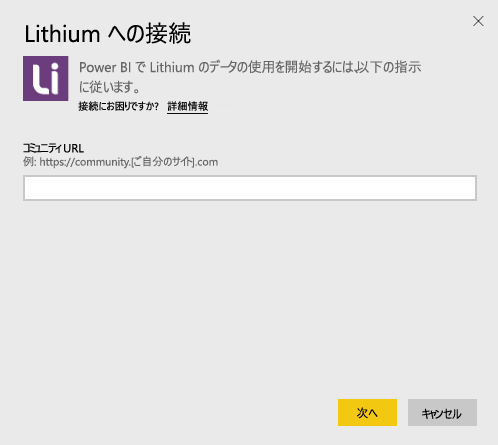 Lithium への接続
Li
Power BI で Lithium のデータの使用を開始するには、以下の指示
に従います。
接続にお困りですか? 詳細情報
コミュニティ URL
例: https://community.[ご自分のサイト].com
次へ
キャンセル